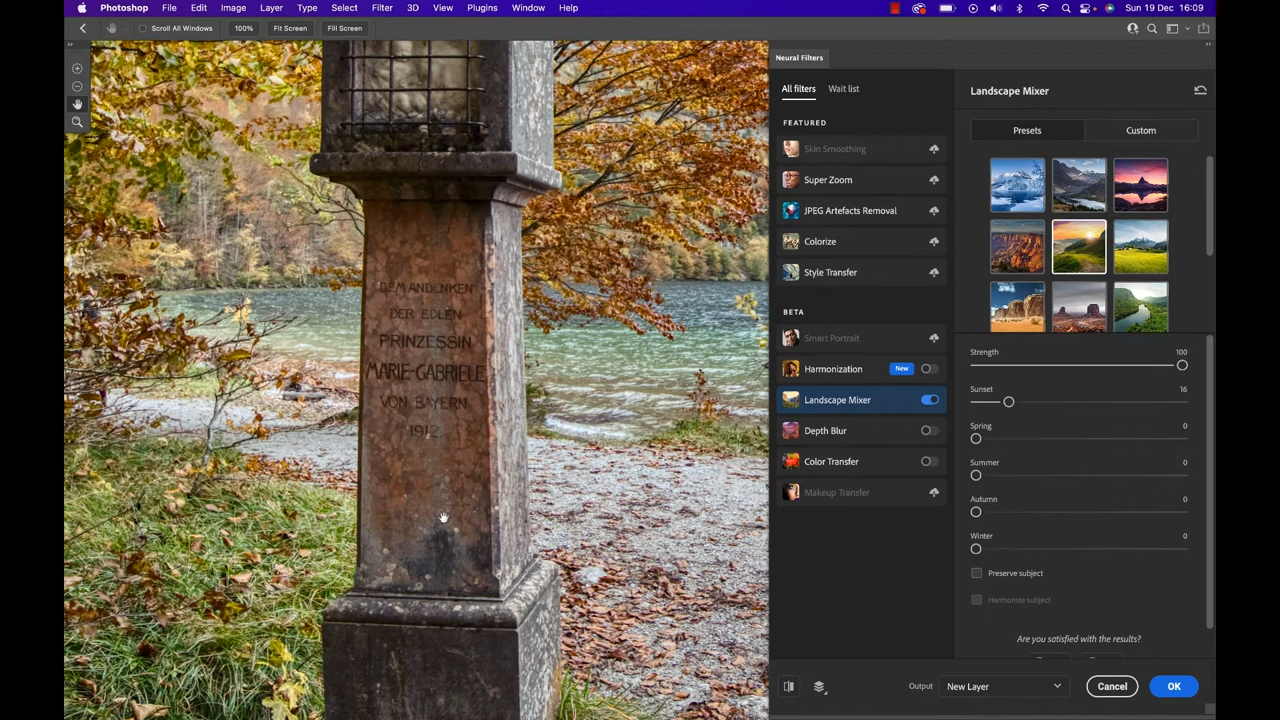 Photoshop File Edit Image Layer Type Select Filter 3D View Plugins Window Help Sun 19 Dec 16:09
Scroll All Windows 100% Fit Screen Fill Screen
Neural Filters
All filters Wait list
FEATURED
Skin Smoothing
Super Zoom
JPEG Artefacts Removal
Colorize
Style Transfer
BETA
Smart Portrait
Harmonization New
Landscape Mixer
Depth Blur
Color Transfer
Makeup Transfer
Landscape Mixer
Presets Custom
Strength 100
Sunset 16
Spring 0
Summer 0
Autumn 0
Winter 0
Preserve subject
Harmonize subject
Are you satisfied with the results?
Output New Layer Cancel OK
DEM ANDENKEN
DER EDLEN
PRINZESSIN
MARIE-GABRIELE
VON BAYERN
1912